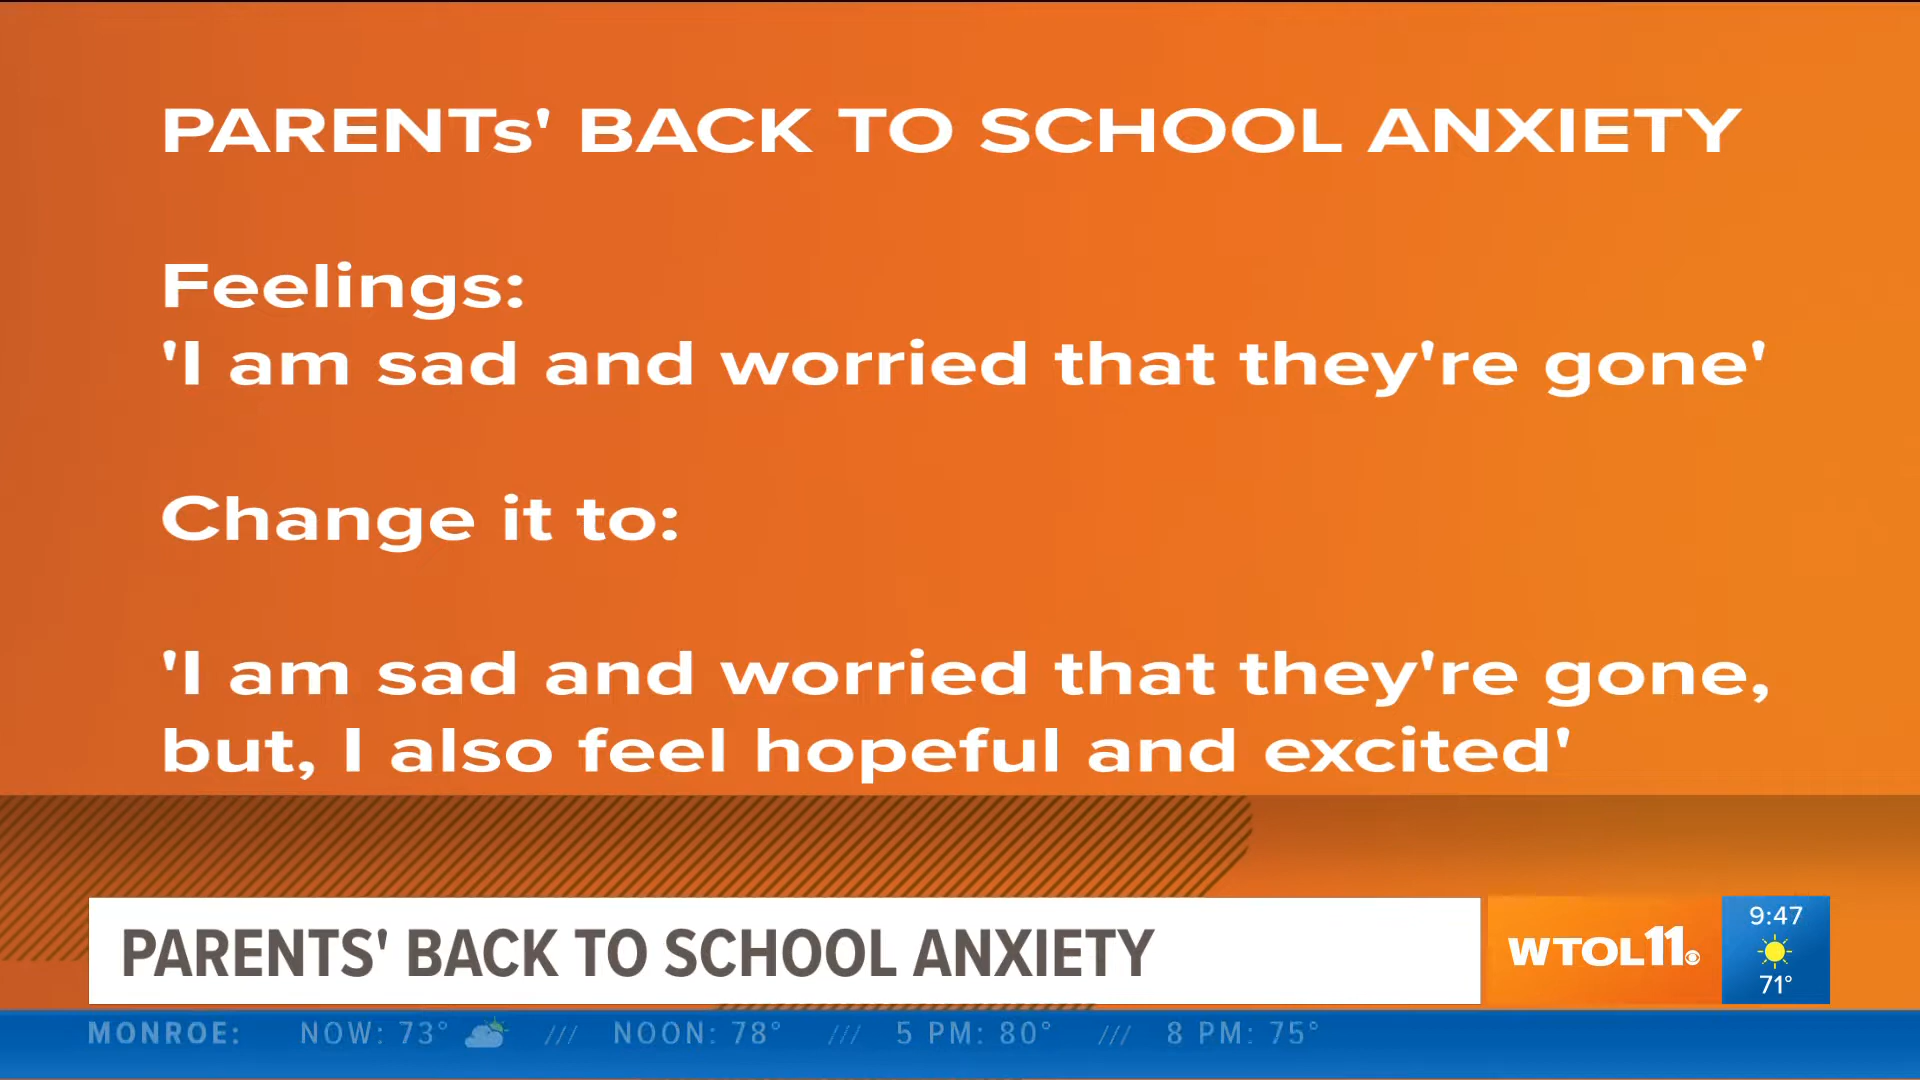 PARENTs' BACK TO SCHOOL ANXIETY
Feelings:
'I am sad and worried that they're gone'
Change it to:
'I am sad and worried that they're gone,
but, I also feel hopeful and excited'
PARENTS' BACK TO SCHOOL ANXIETY
WTOL11
9:47
71°
MONROE: NOW: 73° /// NOON: 78° /// 5 PM: 80° /// 8 PM: 75°